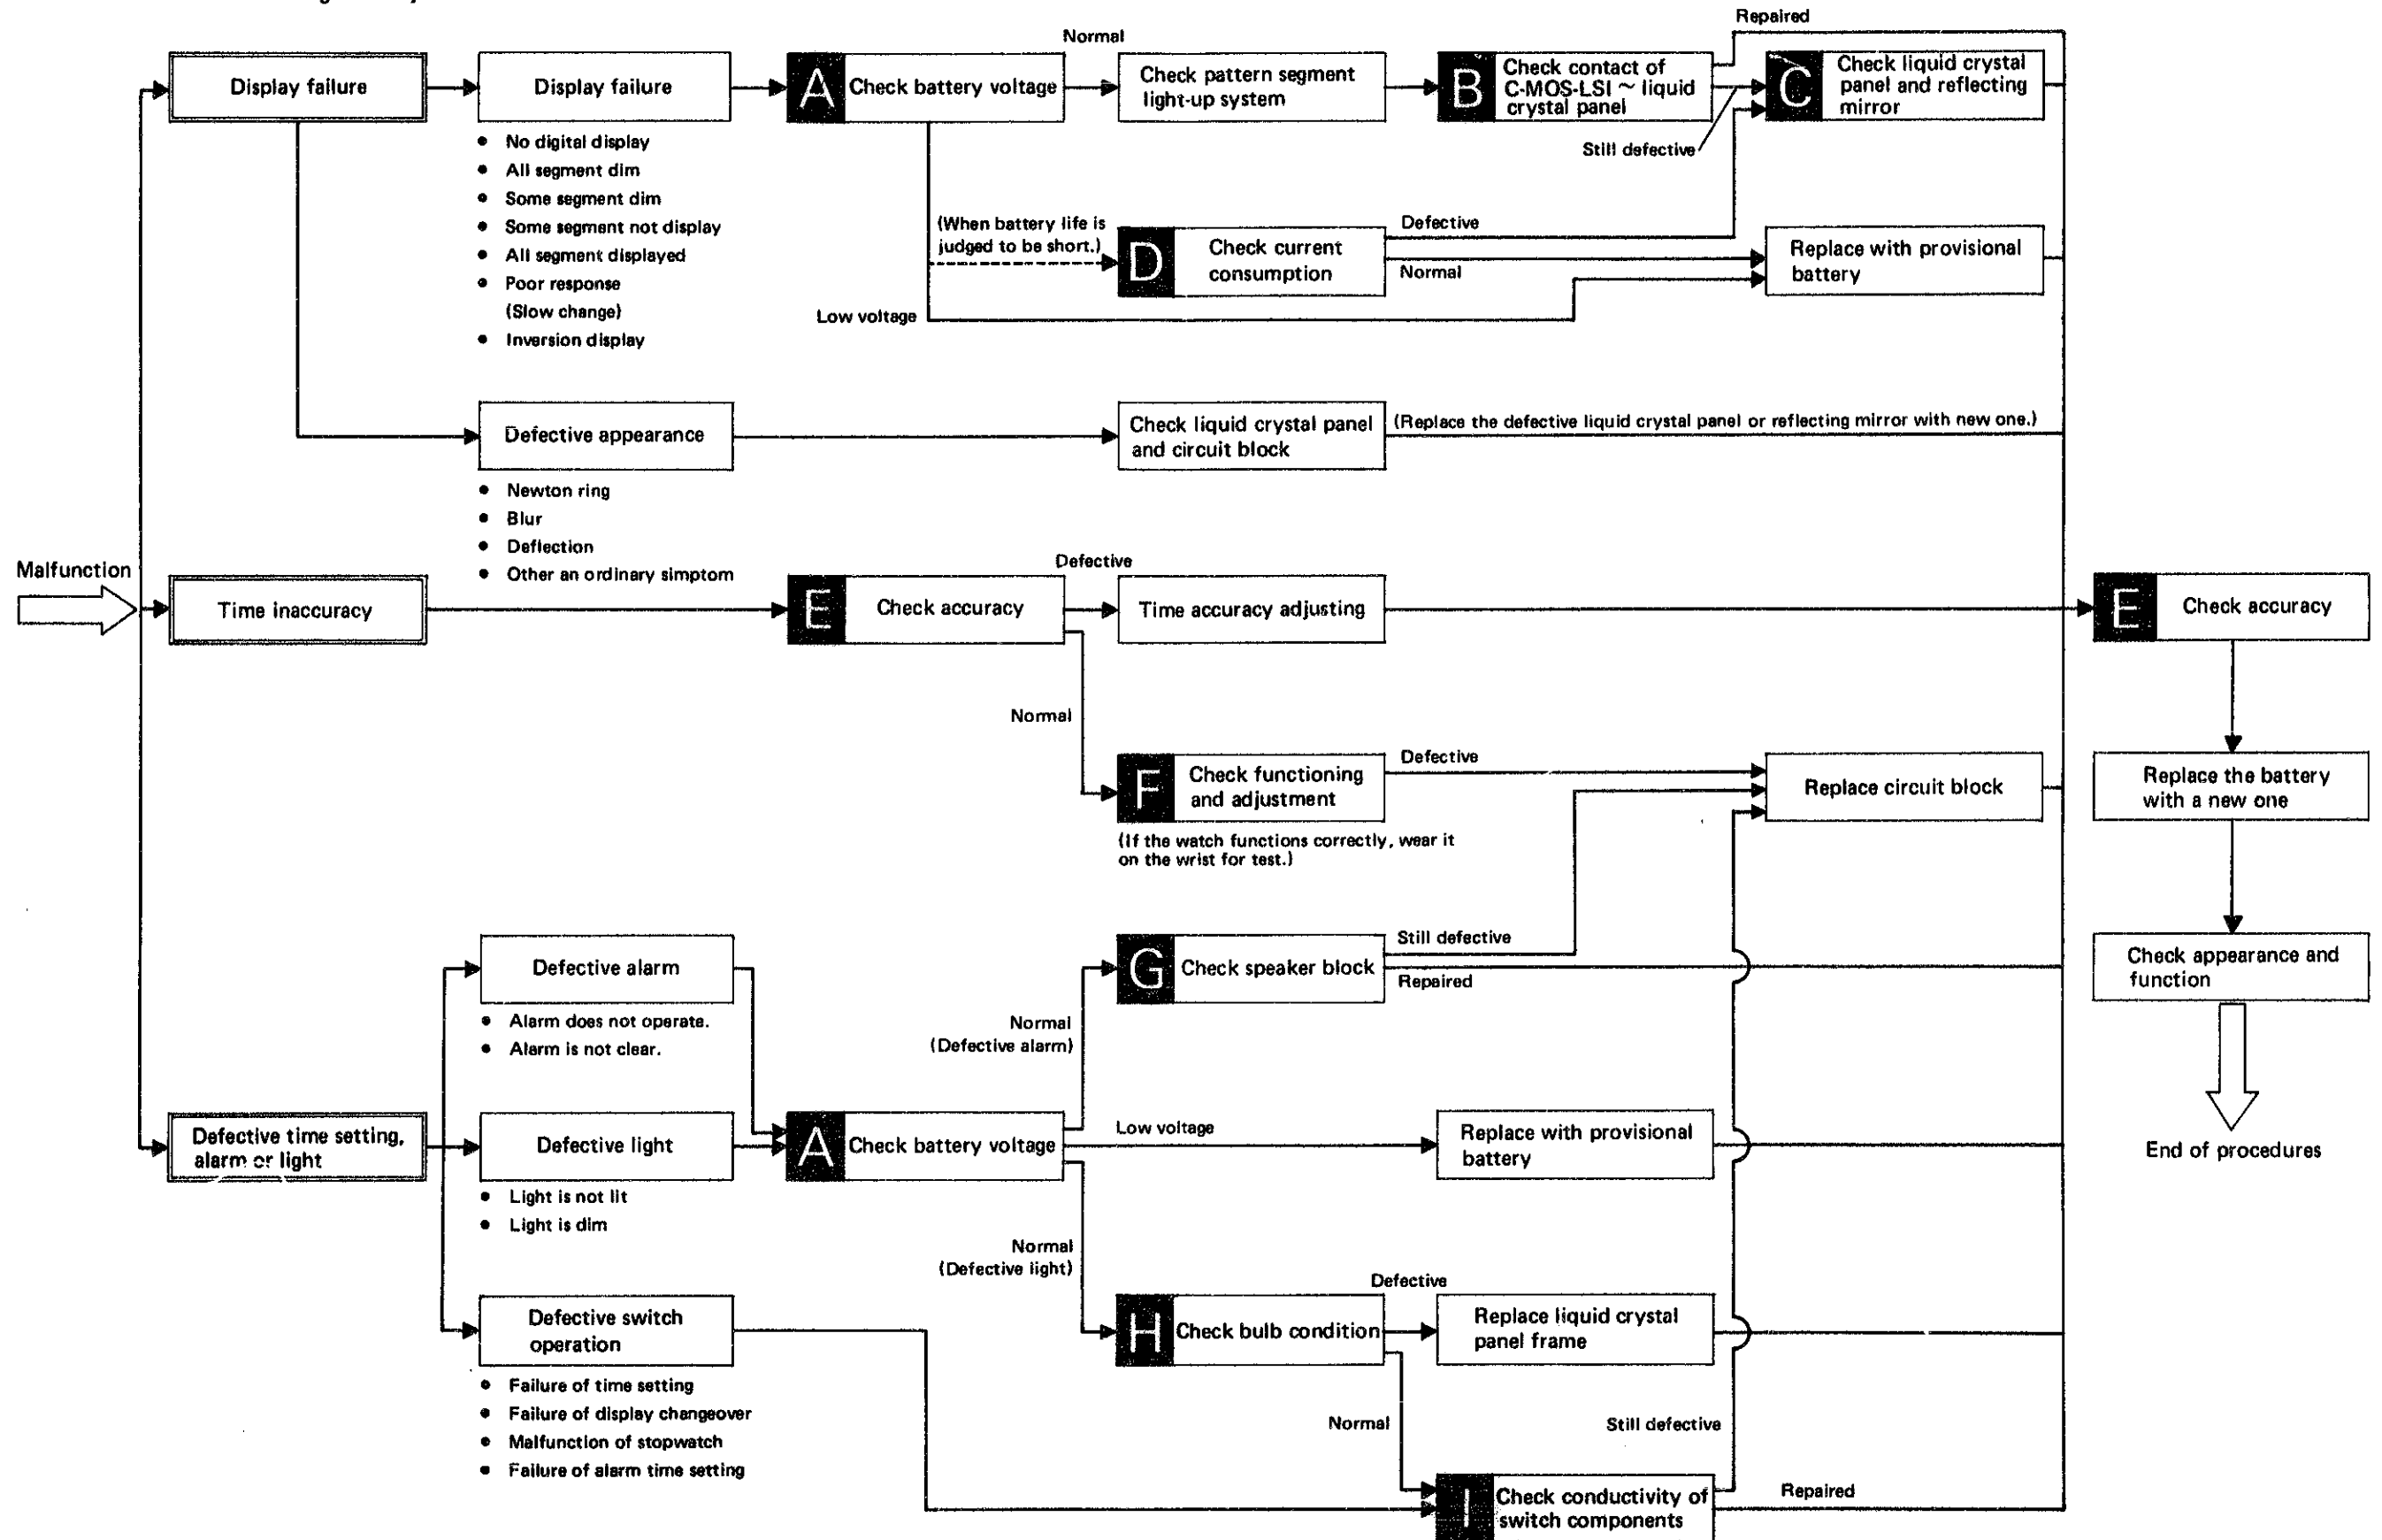 Repaired
Normal
Display failure
Display failure
A Check battery voltage
Check pattern segment
light-up system
B Check contact of
C-MOS-LSI ~ liquid
crystal panel
C Check liquid crystal
panel and reflecting
mirror
Still defective
• No digital display
• All segment dim
• Some segment dim
• Some segment not display
• All segment displayed
• Poor response
(Slow change)
• Inversion display
(When battery life is
judged to be short.)
D Check current
consumption
Defective
Normal
Replace with provisional
battery
Low voltage
Defective appearance
Check liquid crystal panel
and circuit block
(Replace the defective liquid crystal panel or reflecting mirror with new one.)
• Newton ring
• Blur
• Deflection
• Other an ordinary simptom
Malfunction
Time inaccuracy
E Check accuracy
Defective
Time accuracy adjusting
E Check accuracy
Normal
F Check functioning
and adjustment
Defective
(If the watch functions correctly, wear it
on the wrist for test.)
Replace circuit block
Replace the battery
with a new one
Defective alarm
• Alarm does not operate.
• Alarm is not clear.
Normal
(Defective alarm)
G Check speaker block
Still defective
Repaired
Check appearance and
function
End of procedures
Defective time setting,
alarm or light
Defective light
• Light is not lit
• Light is dim
A Check battery voltage
Low voltage
Replace with provisional
battery
Normal
(Defective light)
Defective switch
operation
• Failure of time setting
• Failure of display changeover
• Malfunction of stopwatch
• Failure of alarm time setting
H Check bulb condition
Defective
Replace liquid crystal
panel frame
Normal
Still defective
I Check conductivity of
switch components
Repaired